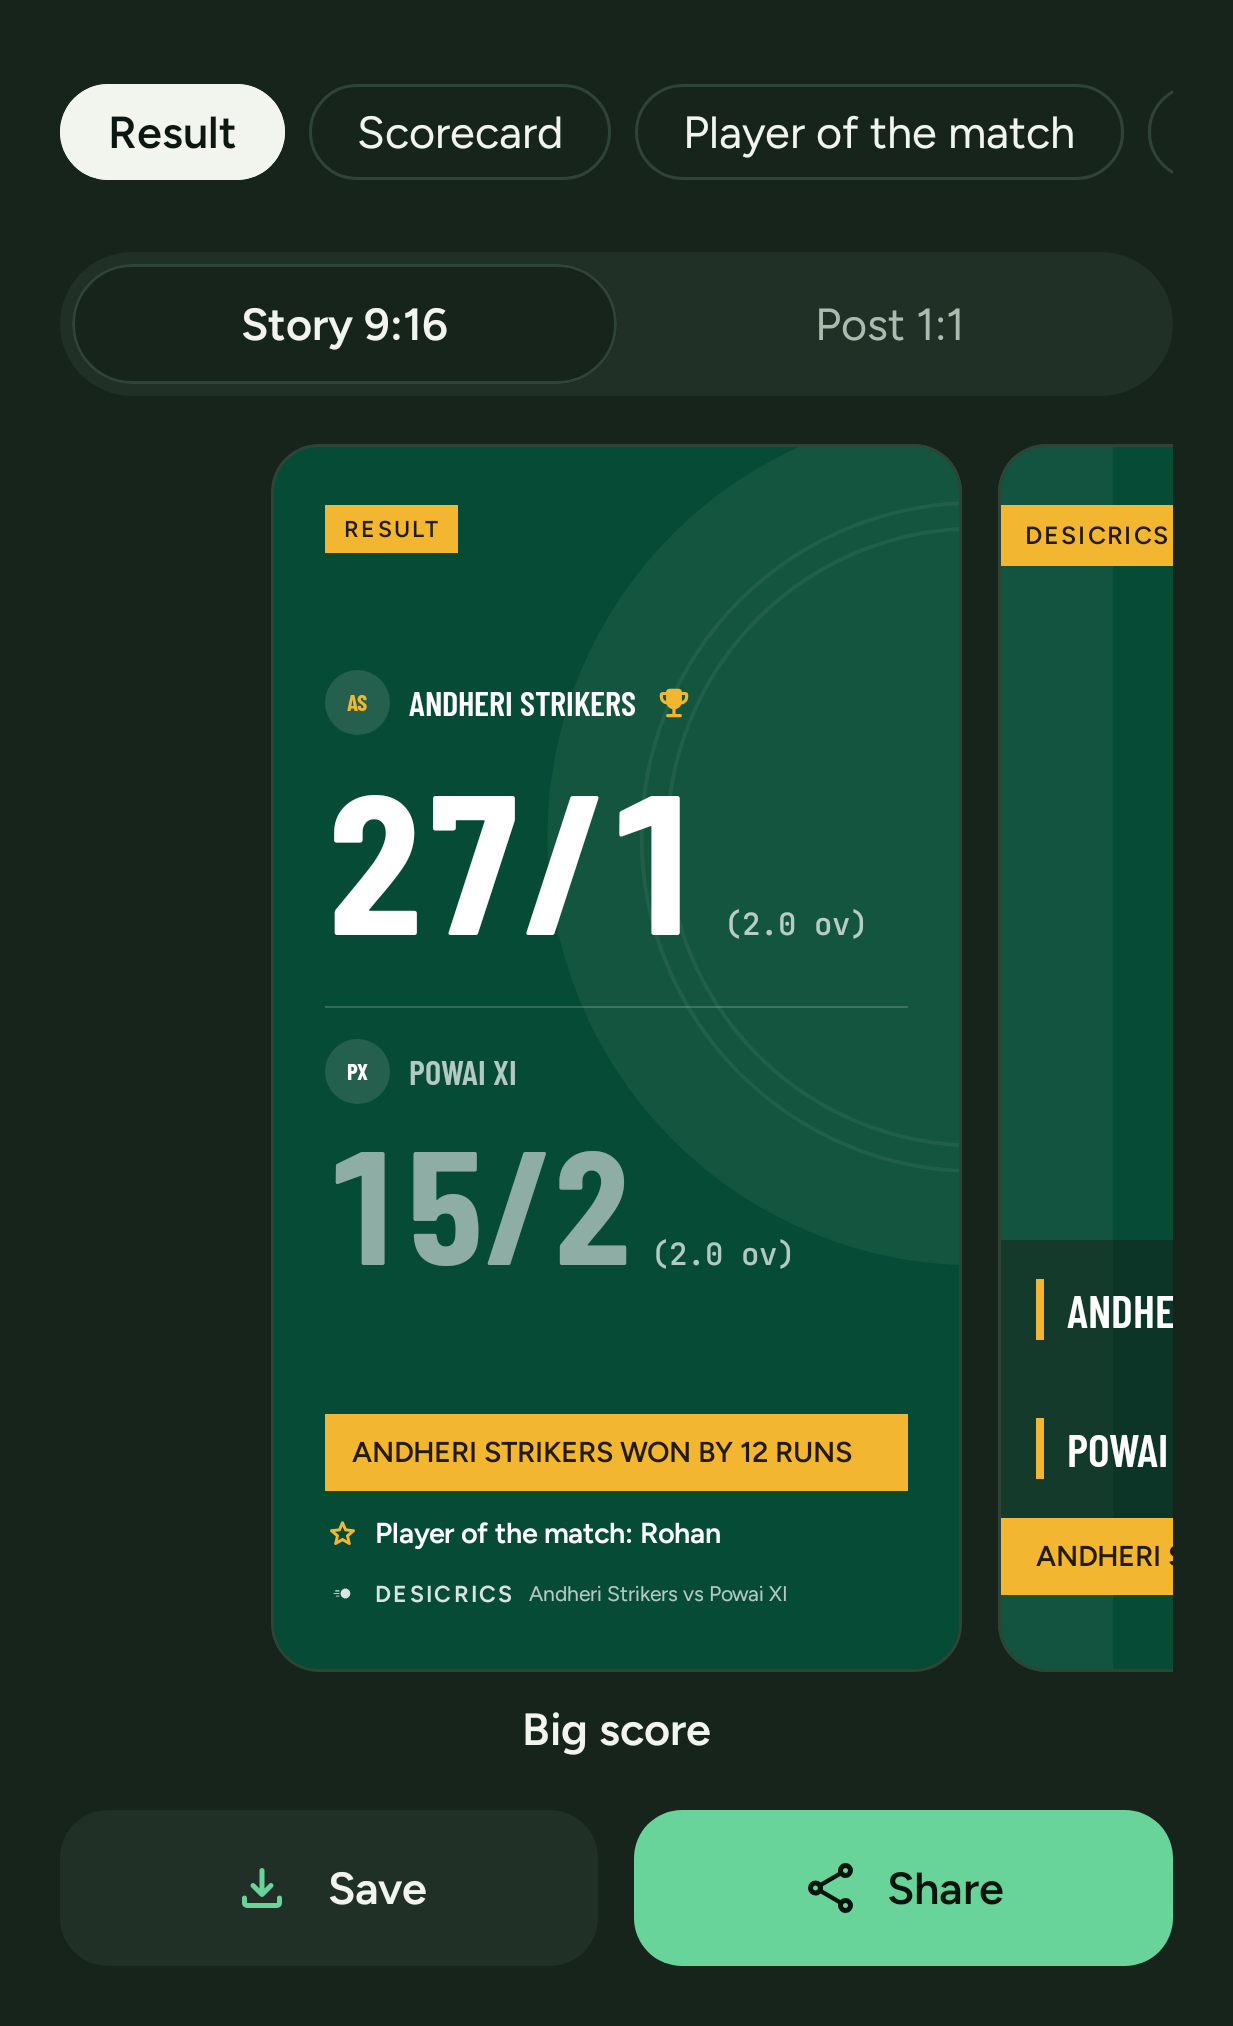 Result
Scorecard
Player of the match
Story 9:16
Post 1:1
RESULT
AS ANDHERI STRIKERS
27/1 (2.0 ov)
PX POWAI XI
15/2 (2.0 ov)
ANDHERI STRIKERS WON BY 12 RUNS
Player of the match: Rohan
DESICRICS Andheri Strikers vs Powai XI
DESICRICS
ANDHE
POWAI
ANDHERI
Big score
Save
Share